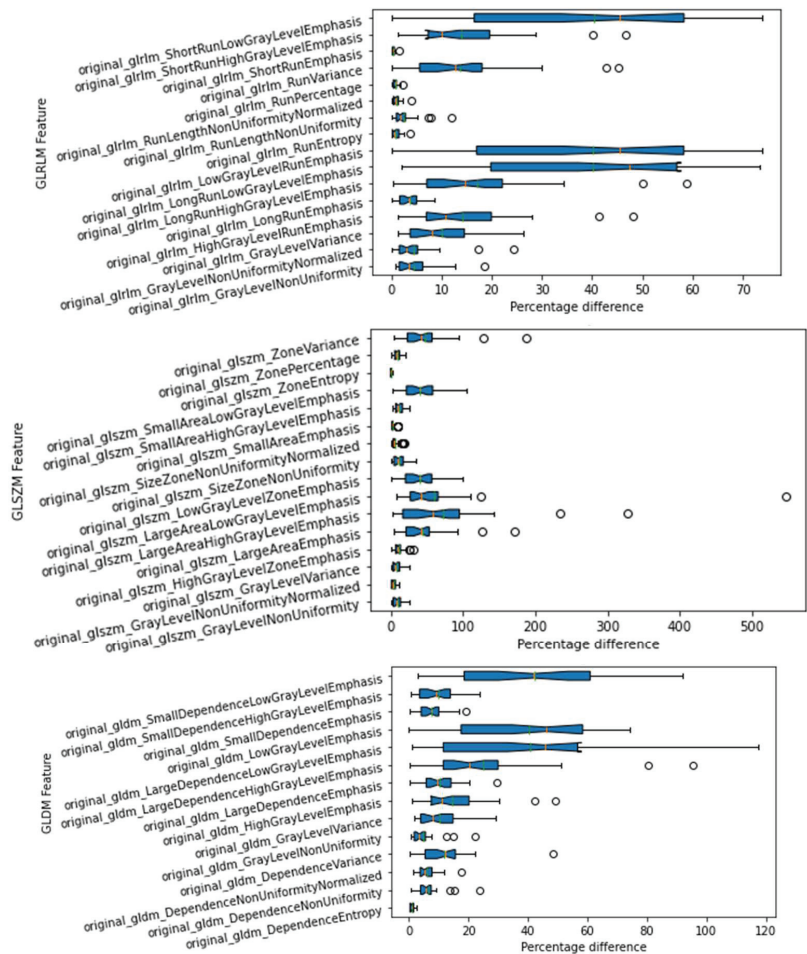 GLRLM Feature
original_glrlm_ShortRunLowGrayLevelEmphasis
original_glrlm_ShortRunHighGrayLevelEmphasis
original_glrlm_ShortRunEmphasis
original_glrlm_RunVariance
original_glrlm_RunPercentage
original_glrlm_RunLengthNonUniformityNormalized
original_glrlm_RunLengthNonUniformity
original_glrlm_RunEntropy
original_glrlm_LowGrayLevelRunEmphasis
original_glrlm_LongRunLowGrayLevelEmphasis
original_glrlm_LongRunHighGrayLevelEmphasis
original_glrlm_LongRunEmphasis
original_glrlm_HighGrayLevelRunEmphasis
original_glrlm_GrayLevelVariance
original_glrlm_GrayLevelNonUniformityNormalized
original_glrlm_GrayLevelNonUniformity
0 10 20 30 40 50 60 70
Percentage difference
GLSZM Feature
original_glszm_ZoneVariance
original_glszm_ZonePercentage
original_glszm_ZoneEntropy
original_glszm_SmallAreaLowGrayLevelEmphasis
original_glszm_SmallAreaHighGrayLevelEmphasis
original_glszm_SmallAreaEmphasis
original_glszm_SizeZoneNonUniformityNormalized
original_glszm_SizeZoneNonUniformity
original_glszm_LowGrayLevelZoneEmphasis
original_glszm_LargeAreaLowGrayLevelEmphasis
original_glszm_LargeAreaHighGrayLevelEmphasis
original_glszm_LargeAreaEmphasis
original_glszm_HighGrayLevelZoneEmphasis
original_glszm_GrayLevelVariance
original_glszm_GrayLevelNonUniformityNormalized
original_glszm_GrayLevelNonUniformity
0 100 200 300 400 500
Percentage difference
GLDM Feature
original_gldm_SmallDependenceLowGrayLevelEmphasis
original_gldm_SmallDependenceHighGrayLevelEmphasis
original_gldm_SmallDependenceEmphasis
original_gldm_LowGrayLevelEmphasis
original_gldm_LargeDependenceLowGrayLevelEmphasis
original_gldm_LargeDependenceHighGrayLevelEmphasis
original_gldm_LargeDependenceEmphasis
original_gldm_HighGrayLevelEmphasis
original_gldm_GrayLevelVariance
original_gldm_GrayLevelNonUniformity
original_gldm_DependenceVariance
original_gldm_DependenceNonUniformityNormalized
original_gldm_DependenceNonUniformity
original_gldm_DependenceEntropy
0 20 40 60 80 100 120
Percentage difference